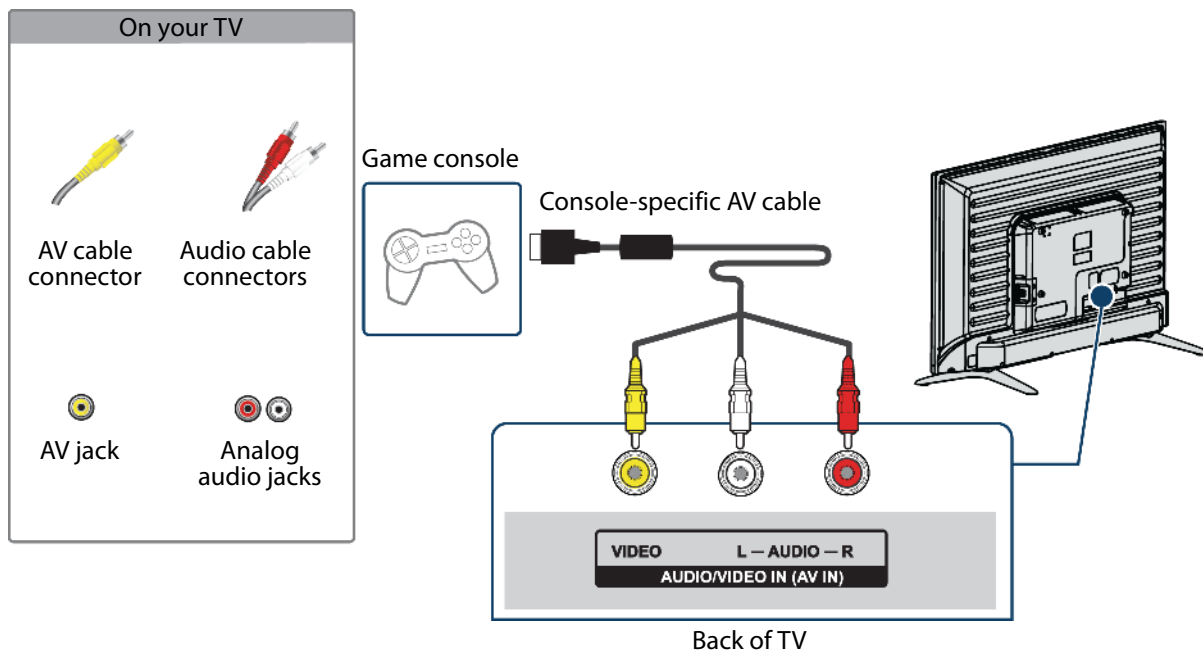 On your TV
AV cable
connector
Audio cable
connectors
AV jack
Analog
audio jacks
Game console
Console-specific AV cable
VIDEO L — AUDIO — R
AUDIO/VIDEO IN (AV IN)
Back of TV